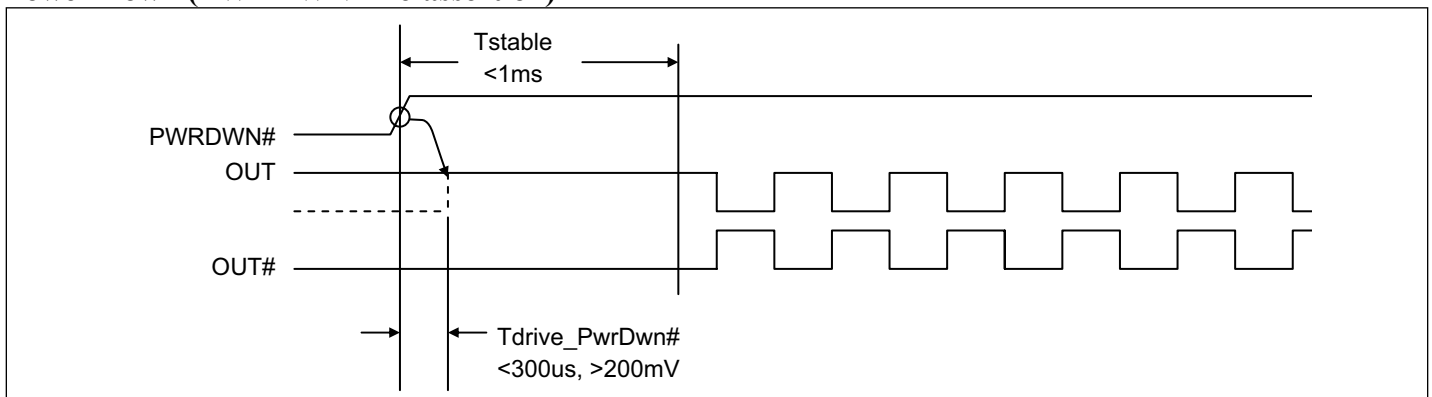 Tstable
<1ms
PWRDWN#
OUT
OUT#
Tdrive_PwrDwn#
<300us, >200mV